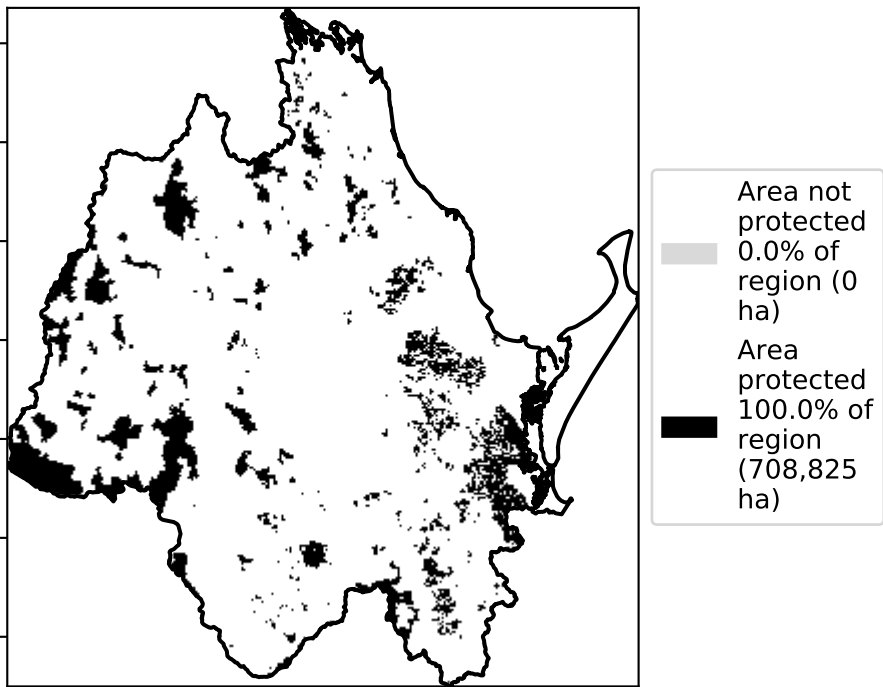 Area not
protected
0.0% of
region (0
ha)
Area
protected
100.0% of
region
(708,825
ha)